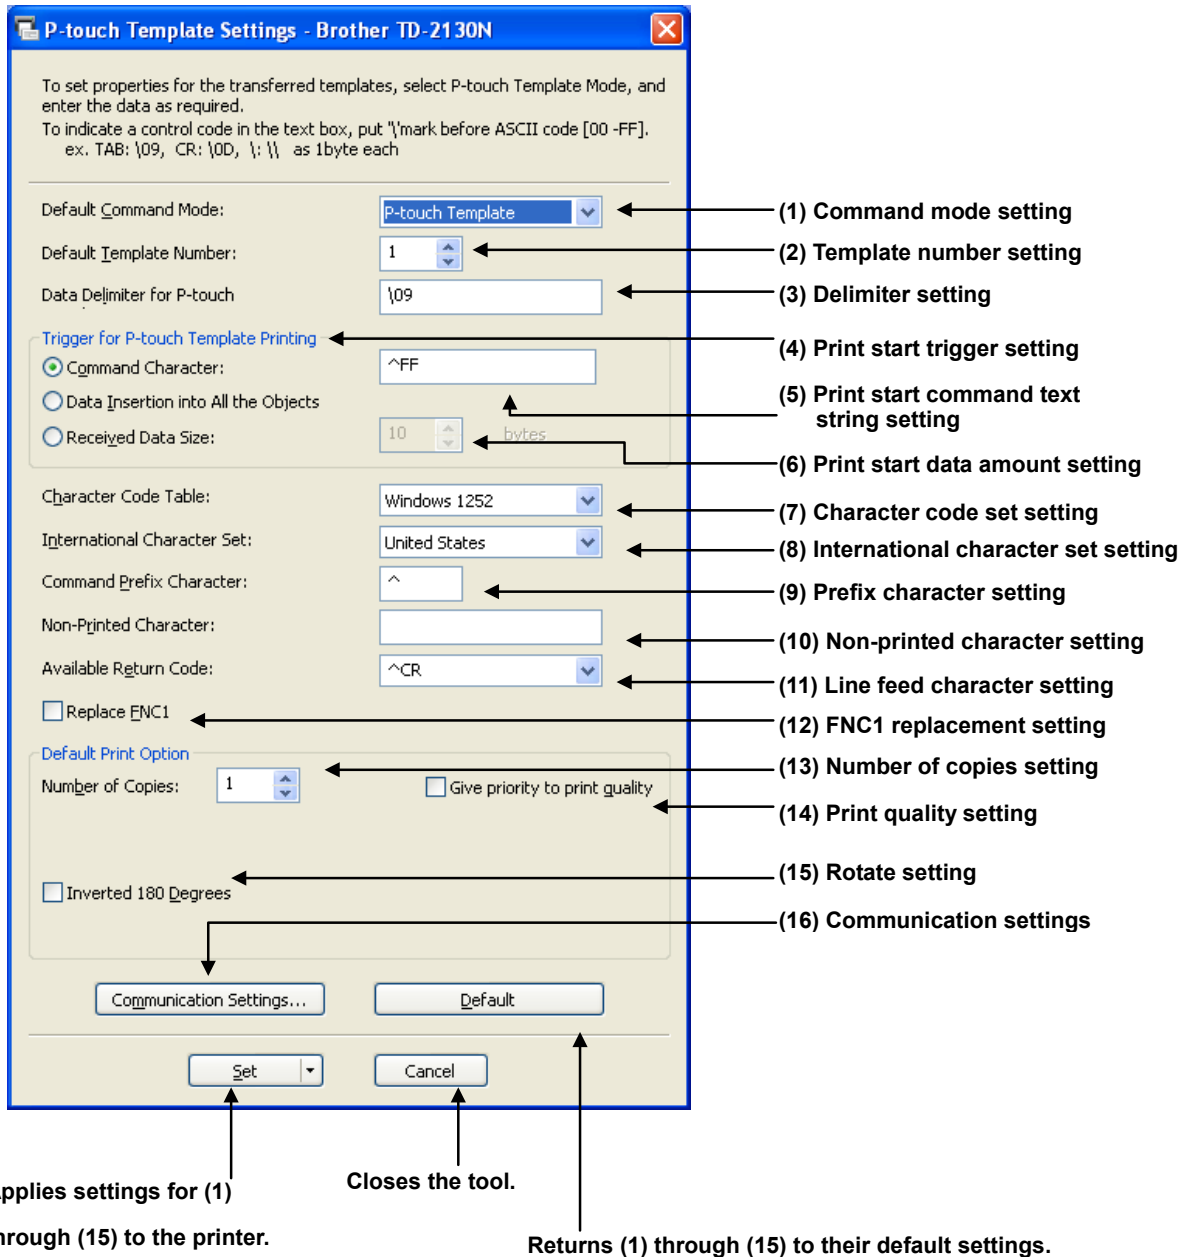 P-touch Template Settings - Brother TD-2130N
To set properties for the transferred templates, select P-touch Template Mode, and
enter the data as required.
To indicate a control code in the text box, put '\'mark before ASCII code [00 -FF].
ex. TAB: \09, CR: \0D, \: \\ as 1byte each
Default Command Mode: P-touch Template (1) Command mode setting
Default Template Number: 1 (2) Template number setting
Data Delimiter for P-touch \09 (3) Delimiter setting
Trigger for P-touch Template Printing (4) Print start trigger setting
Command Character: ^FF
(5) Print start command text
string setting
Data Insertion into All the Objects
Received Data Size: 10 bytes
(6) Print start data amount setting
Character Code Table: Windows 1252 (7) Character code set setting
International Character Set: United States (8) International character set setting
Command Prefix Character: ^ (9) Prefix character setting
Non-Printed Character: (10) Non-printed character setting
Available Return Code: ^CR (11) Line feed character setting
Replace FNC1 (12) FNC1 replacement setting
Default Print Option
Number of Copies: 1 (13) Number of copies setting
Give priority to print quality (14) Print quality setting
Inverted 180 Degrees (15) Rotate setting
(16) Communication settings
Communication Settings... Default
Set Cancel
pplies settings for (1)
hrough (15) to the printer.
Closes the tool.
Returns (1) through (15) to their default settings.